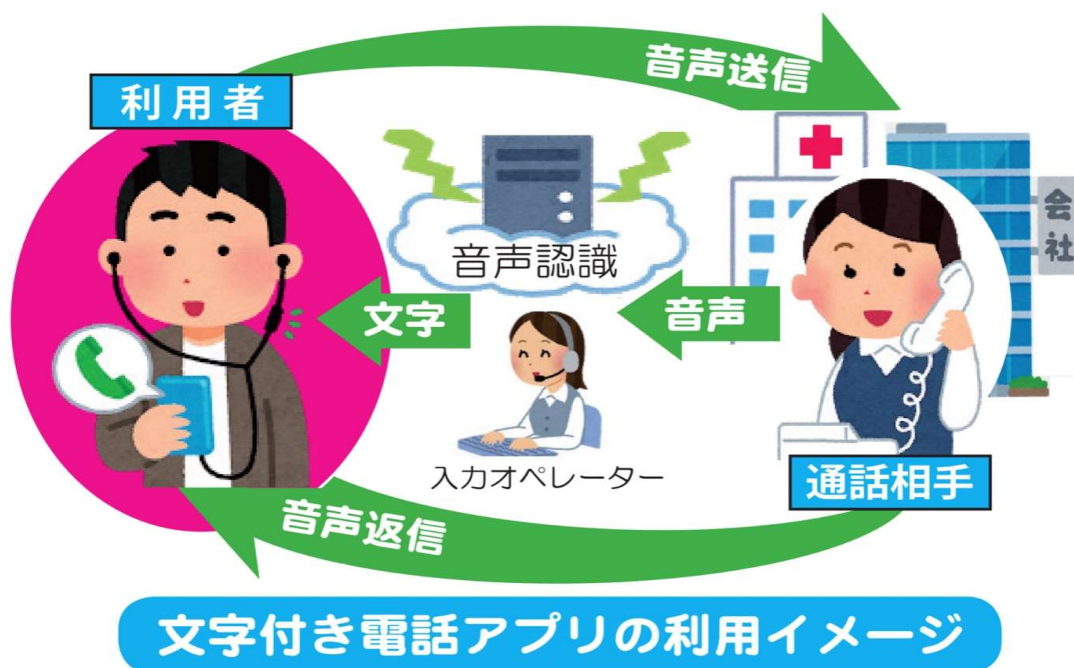 音声送信
利用者
会社
音声認識
文字
音声
入力オペレーター
通話相手
音声返信
文字付き電話アプリの利用イメージ